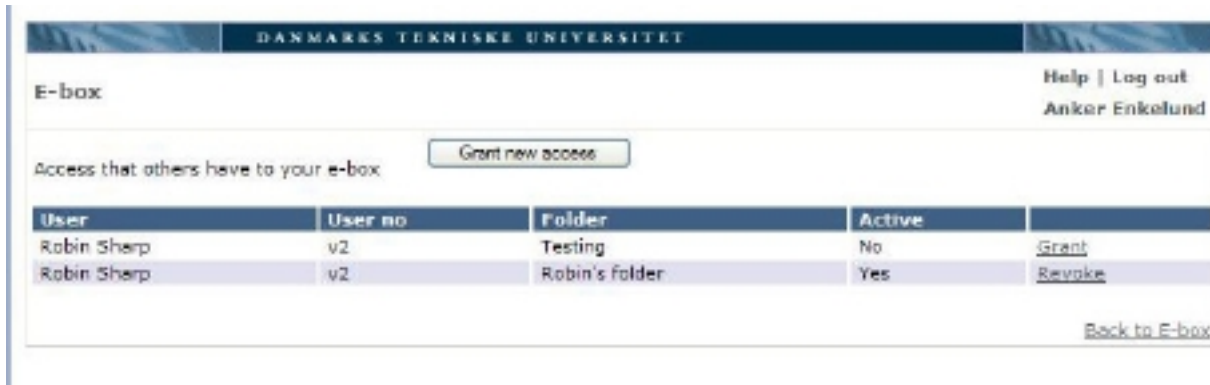 DANMARKS TEKNISKE UNIVERSITET
E-box
Help | Log out
Anker Enkelund
Access that others have to your e-box
Grant new access
User User no Folder Active
Robin Sharp v2 Testing No Grant
Robin Sharp v2 Robin's folder Yes Revoke
Back to E-box